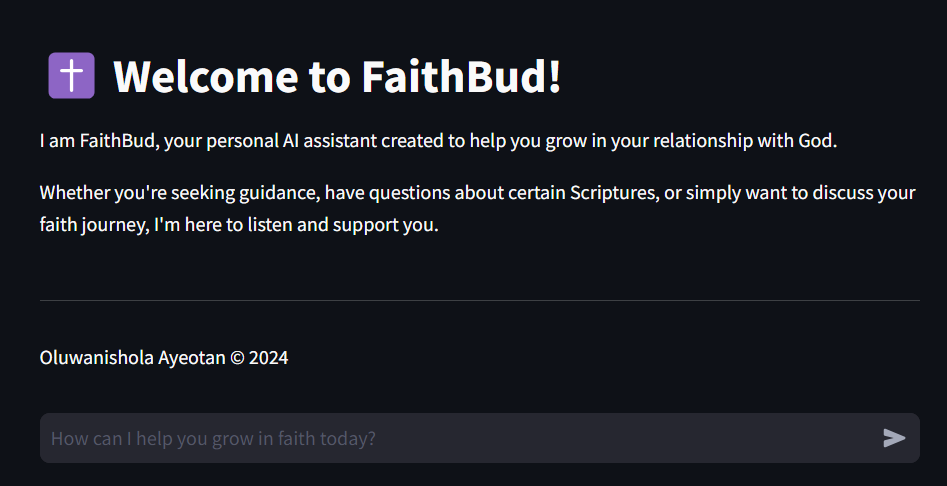 Welcome to FaithBud!
I am FaithBud, your personal AI assistant created to help you grow in your relationship with God.
Whether you're seeking guidance, have questions about certain Scriptures, or simply want to discuss your
faith journey, I'm here to listen and support you.
Oluwanishola Ayeotan © 2024
How can I help you grow in faith today?